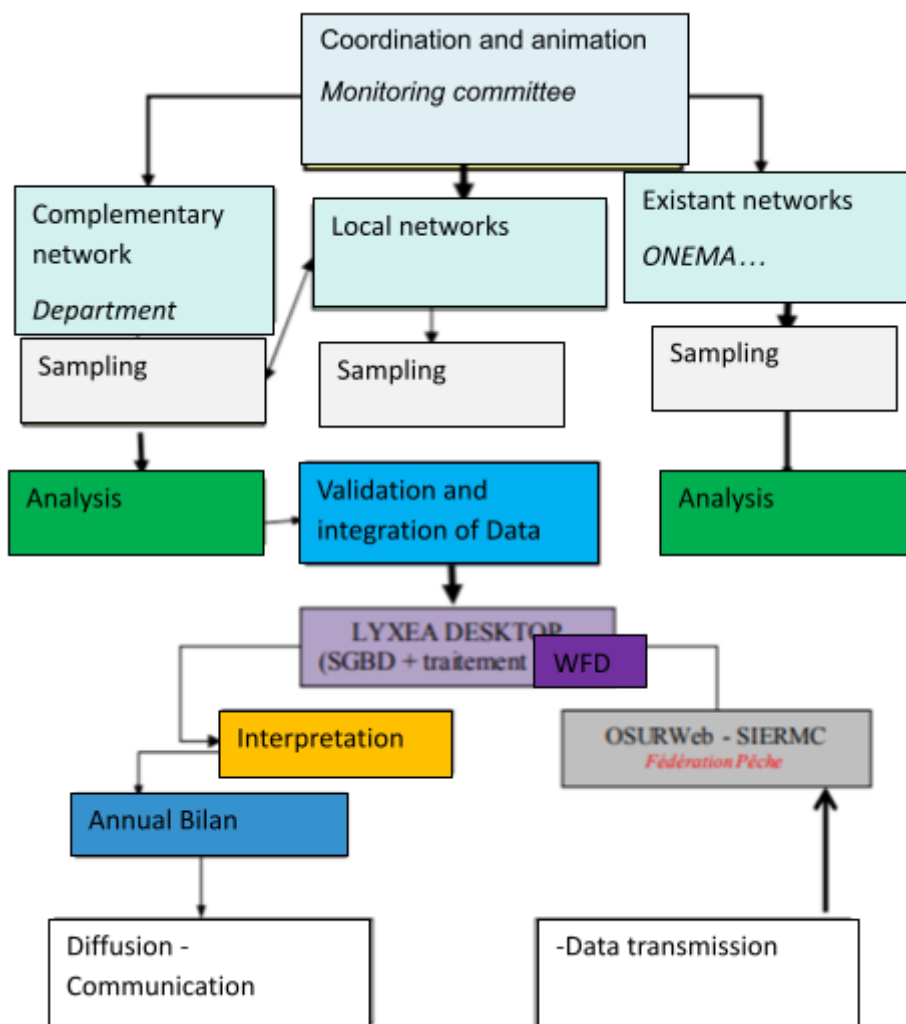 Coordination and animation
Monitoring committee
Complementary
network
Department
Local networks
Existant networks
ONEMA...
Sampling
Sampling
Sampling
Analysis
Validation and
integration of Data
Analysis
LYXEA DESKTOP
(SGBD + traitement
WFD
Interpretation
OSURWeb - SIERMC
Fédération Pêche
Annual Bilan
Diffusion -
Communication
-Data transmission